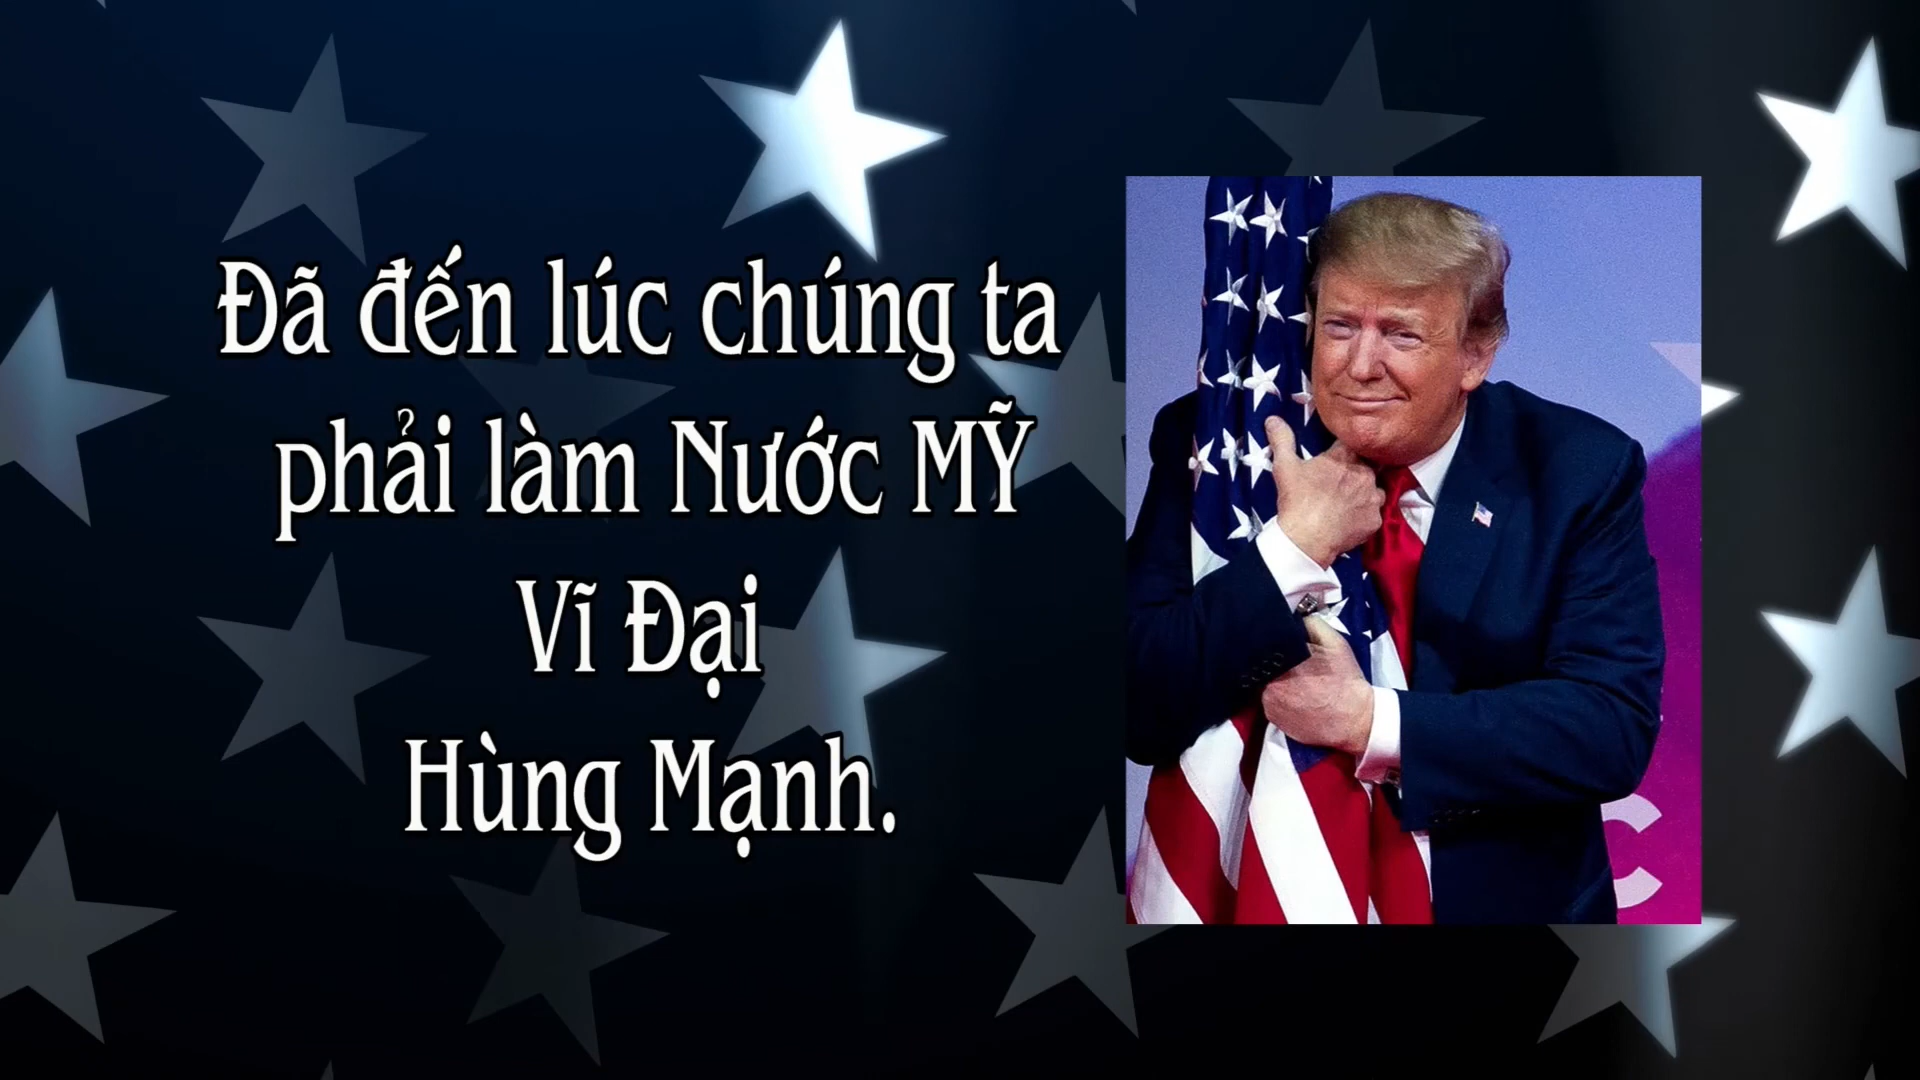 Đã đến lúc chúng ta
phải làm Nước MỸ
Vĩ Đại
Hùng Mạnh.
C